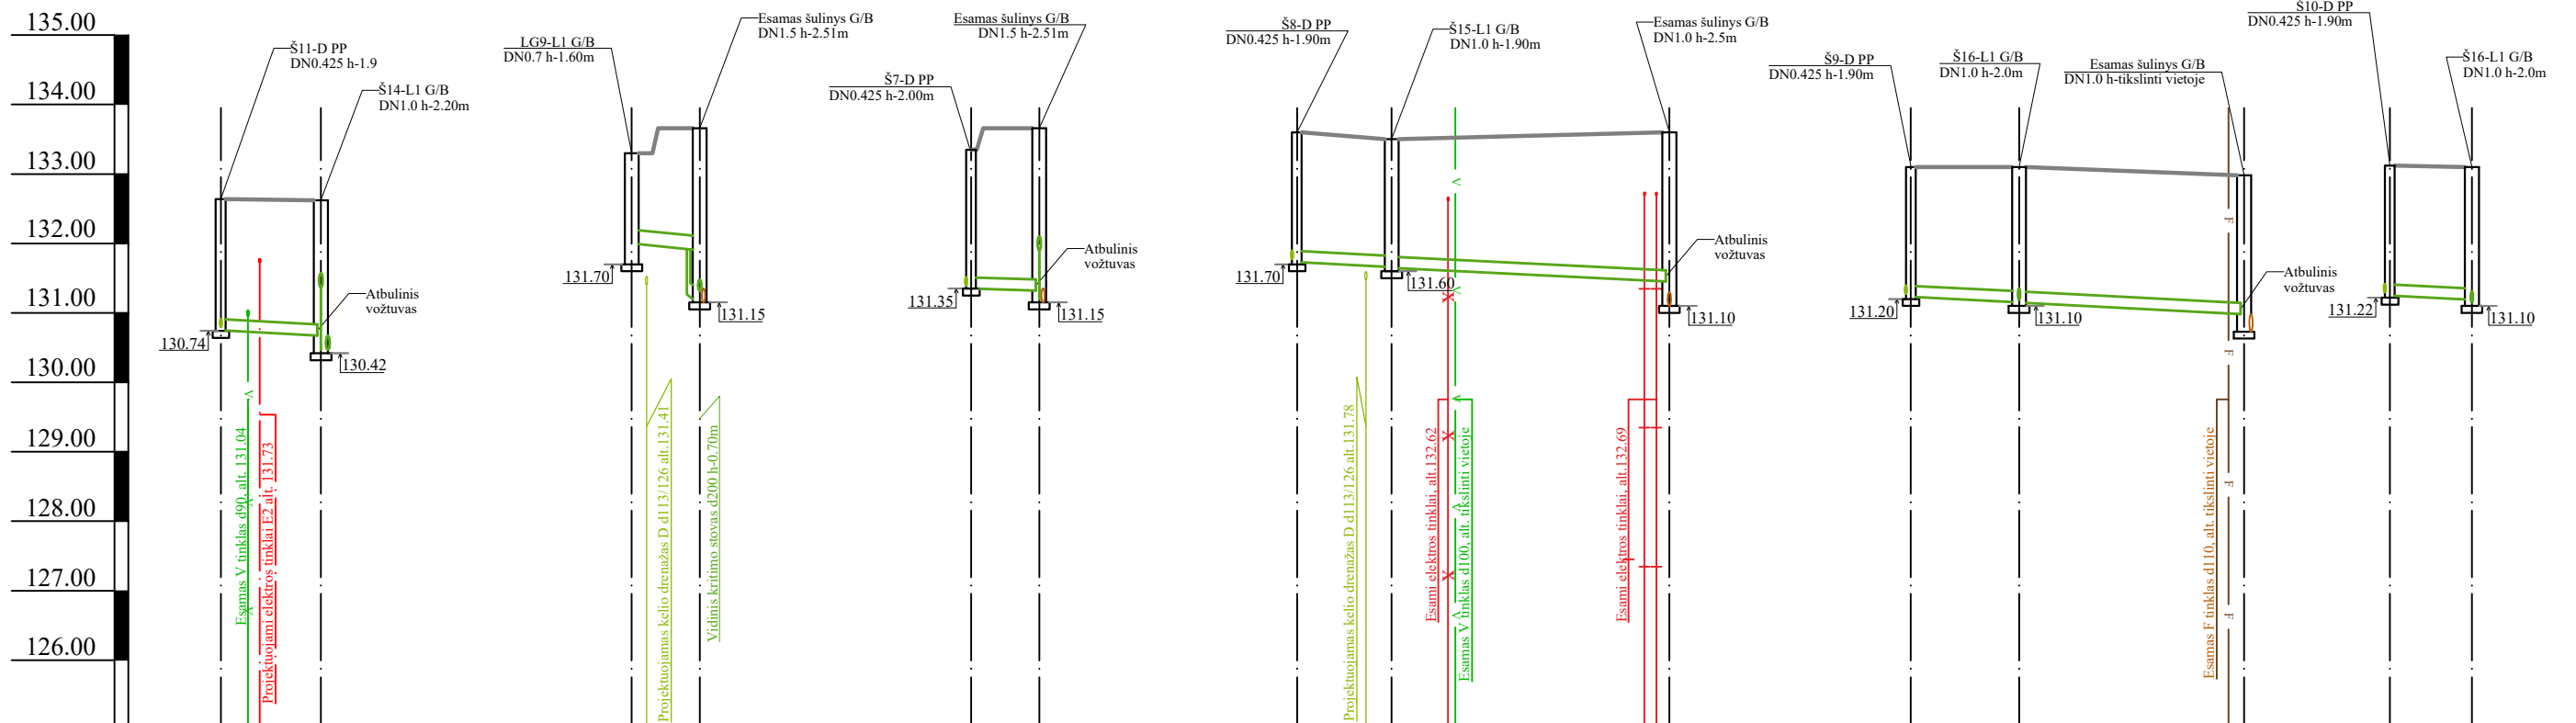 135.00
134.00
133.00
132.00
131.00
130.00
129.00
128.00
127.00
126.00
Š11-D PP
DN0.425 h-1.9
Š14-L1 G/B
DN1.0 h-2.20m
Atbulinis
vožtuvas
130.74
130.42
Esamas V tinklas d90, alt. 131.04
Projektuojami elektros tinklai E2 alt. 131.73
LG9-L1 G/B
DN0.7 h-1.60m
Esamas šulinys G/B
DN1.5 h-2.51m
131.70
131.15
Projektuojamas kelio drenažas D d113/126 alt.131.41
Vidinis kritimo stovas d200 h-0.70m
Š7-D PP
DN0.425 h-2.00m
Esamas šulinys G/B
DN1.5 h-2.51m
Atbulinis
vožtuvas
131.35
131.15
Š8-D PP
DN0.425 h-1.90m
Š15-L1 G/B
DN1.0 h-1.90m
Esamas šulinys G/B
DN1.0 h-2.5m
Atbulinis
vožtuvas
131.70
131.60
131.10
Projektuojamas kelio drenažas D d113/126 alt.131.78
Esami elektros tinklai, alt.132.62
Esamas V tinklas d100, alt. tikslinti vietoje
Esami elektros tinklai, alt.132.69
Š9-D PP
DN0.425 h-1.90m
Š16-L1 G/B
DN1.0 h-2.0m
Esamas šulinys G/B
DN1.0 h-tikslinti vietoje
Atbulinis
vožtuvas
131.20
131.10
Esamas F tinklas d110, alt. tikslinti vietoje
Š10-D PP
DN0.425 h-1.90m
Š16-L1 G/B
DN1.0 h-2.0m
131.22
131.10